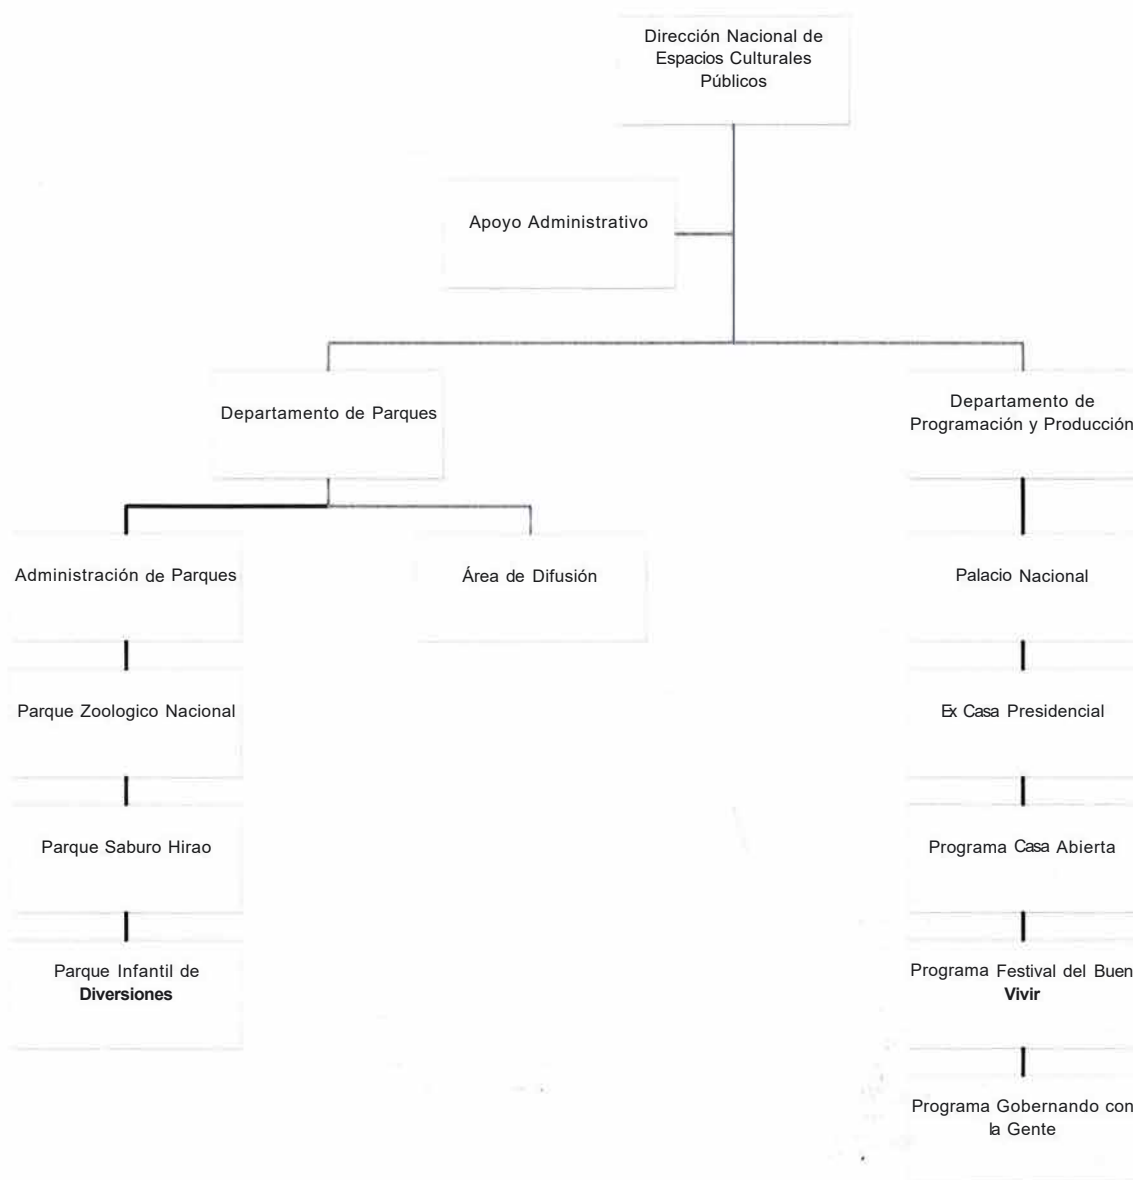 Dirección Nacional de
Espacios Culturales
Públicos
Apoyo Administrativo
Departamento de Parques
Departamento de
Programación y Producción
Administración de Parques
Área de Difusión
Palacio Nacional
Parque Zoologico Nacional
Ex Casa Presidencial
Parque Saburo Hirao
Programa Casa Abierta
Parque Infantil de
Diversiones
Programa Festival del Buen
Vivir
Programa Gobernando con
la Gente